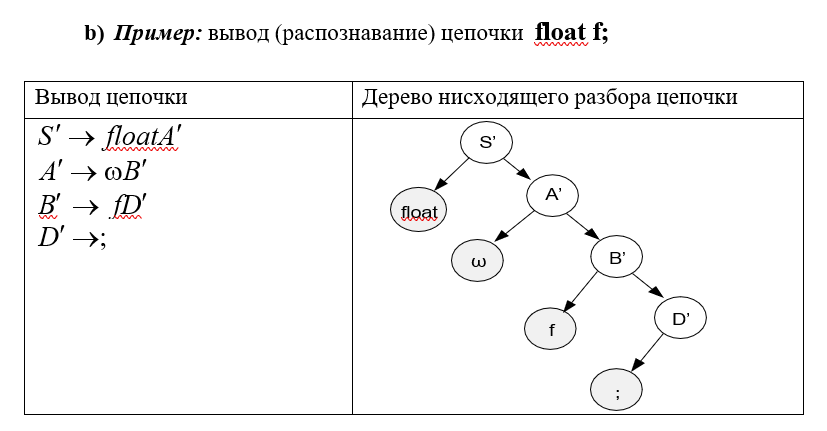 b) Пример: вывод (распознавание) цепочки float f;
Вывод цепочки
Дерево нисходящего разбора цепочки
S′ → floatA′
A′ → ωB′
B′ → fD′
D′ →;
S’
float
A’
ω
B’
f
D’
;